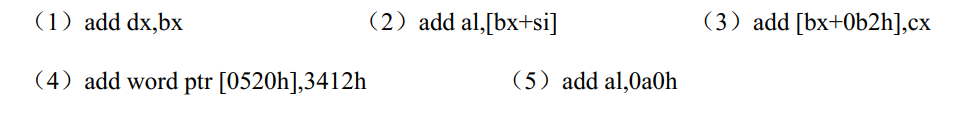 （1）add dx,bx （2）add al,[bx+si] （3）add [bx+0b2h],cx
（4）add word ptr [0520h],3412h （5）add al,0a0h